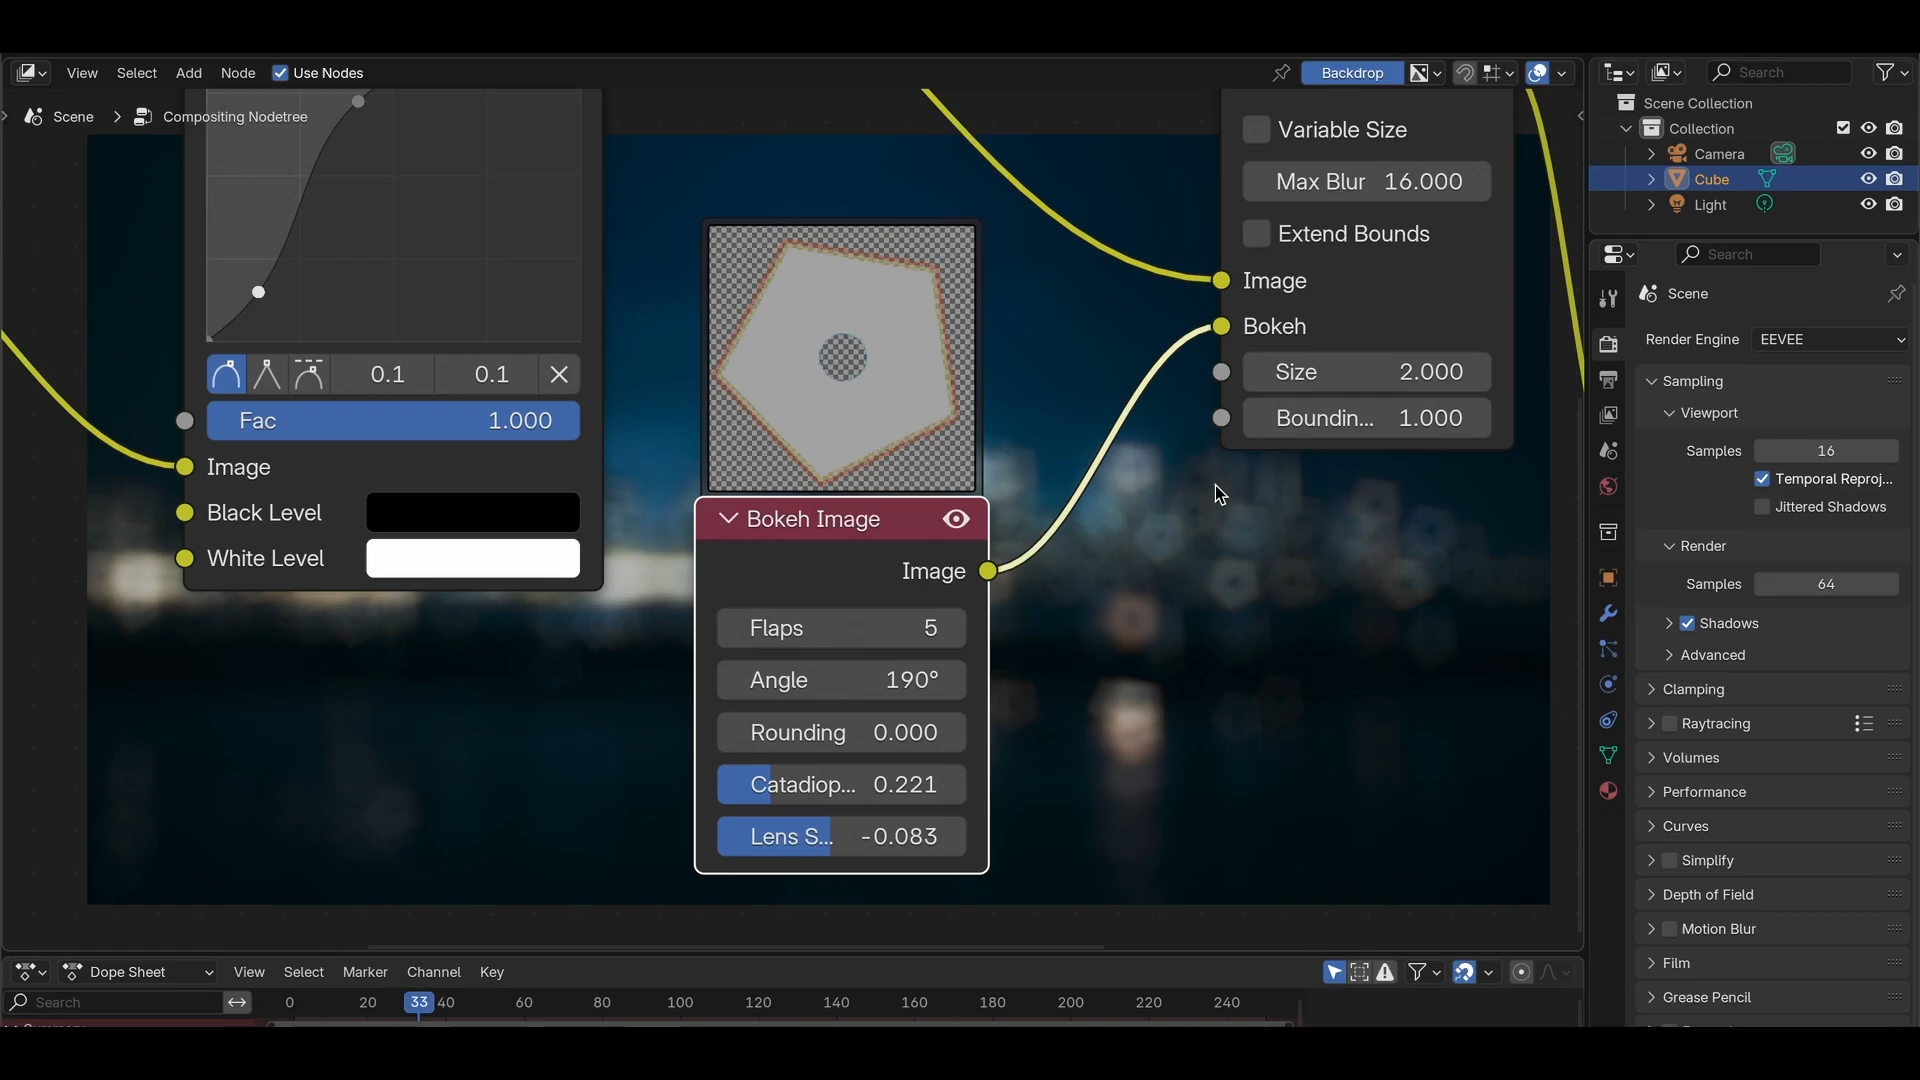 View Select Add Node Use Nodes Backdrop
Scene > Compositing Nodetree
0.1 0.1
Fac 1.000
Image
Black Level
White Level
Bokeh Image
Image
Flaps 5
Angle 190°
Rounding 0.000
Catadiop... 0.221
Lens S... -0.083
Variable Size
Max Blur 16.000
Extend Bounds
Image
Bokeh
Size 2.000
Boundin... 1.000
Search
Scene Collection
Collection
Camera
Cube
Light
Search
Scene
Render Engine EEVEE
Sampling
Viewport
Samples 16
Temporal Reproj...
Jittered Shadows
Render
Samples 64
Shadows
Advanced
Clamping
Raytracing
Volumes
Performance
Curves
Simplify
Depth of Field
Motion Blur
Film
Grease Pencil
Dope Sheet View Select Marker Channel Key
Search 0 20 33 40 60 80 100 120 140 160 180 200 220 240